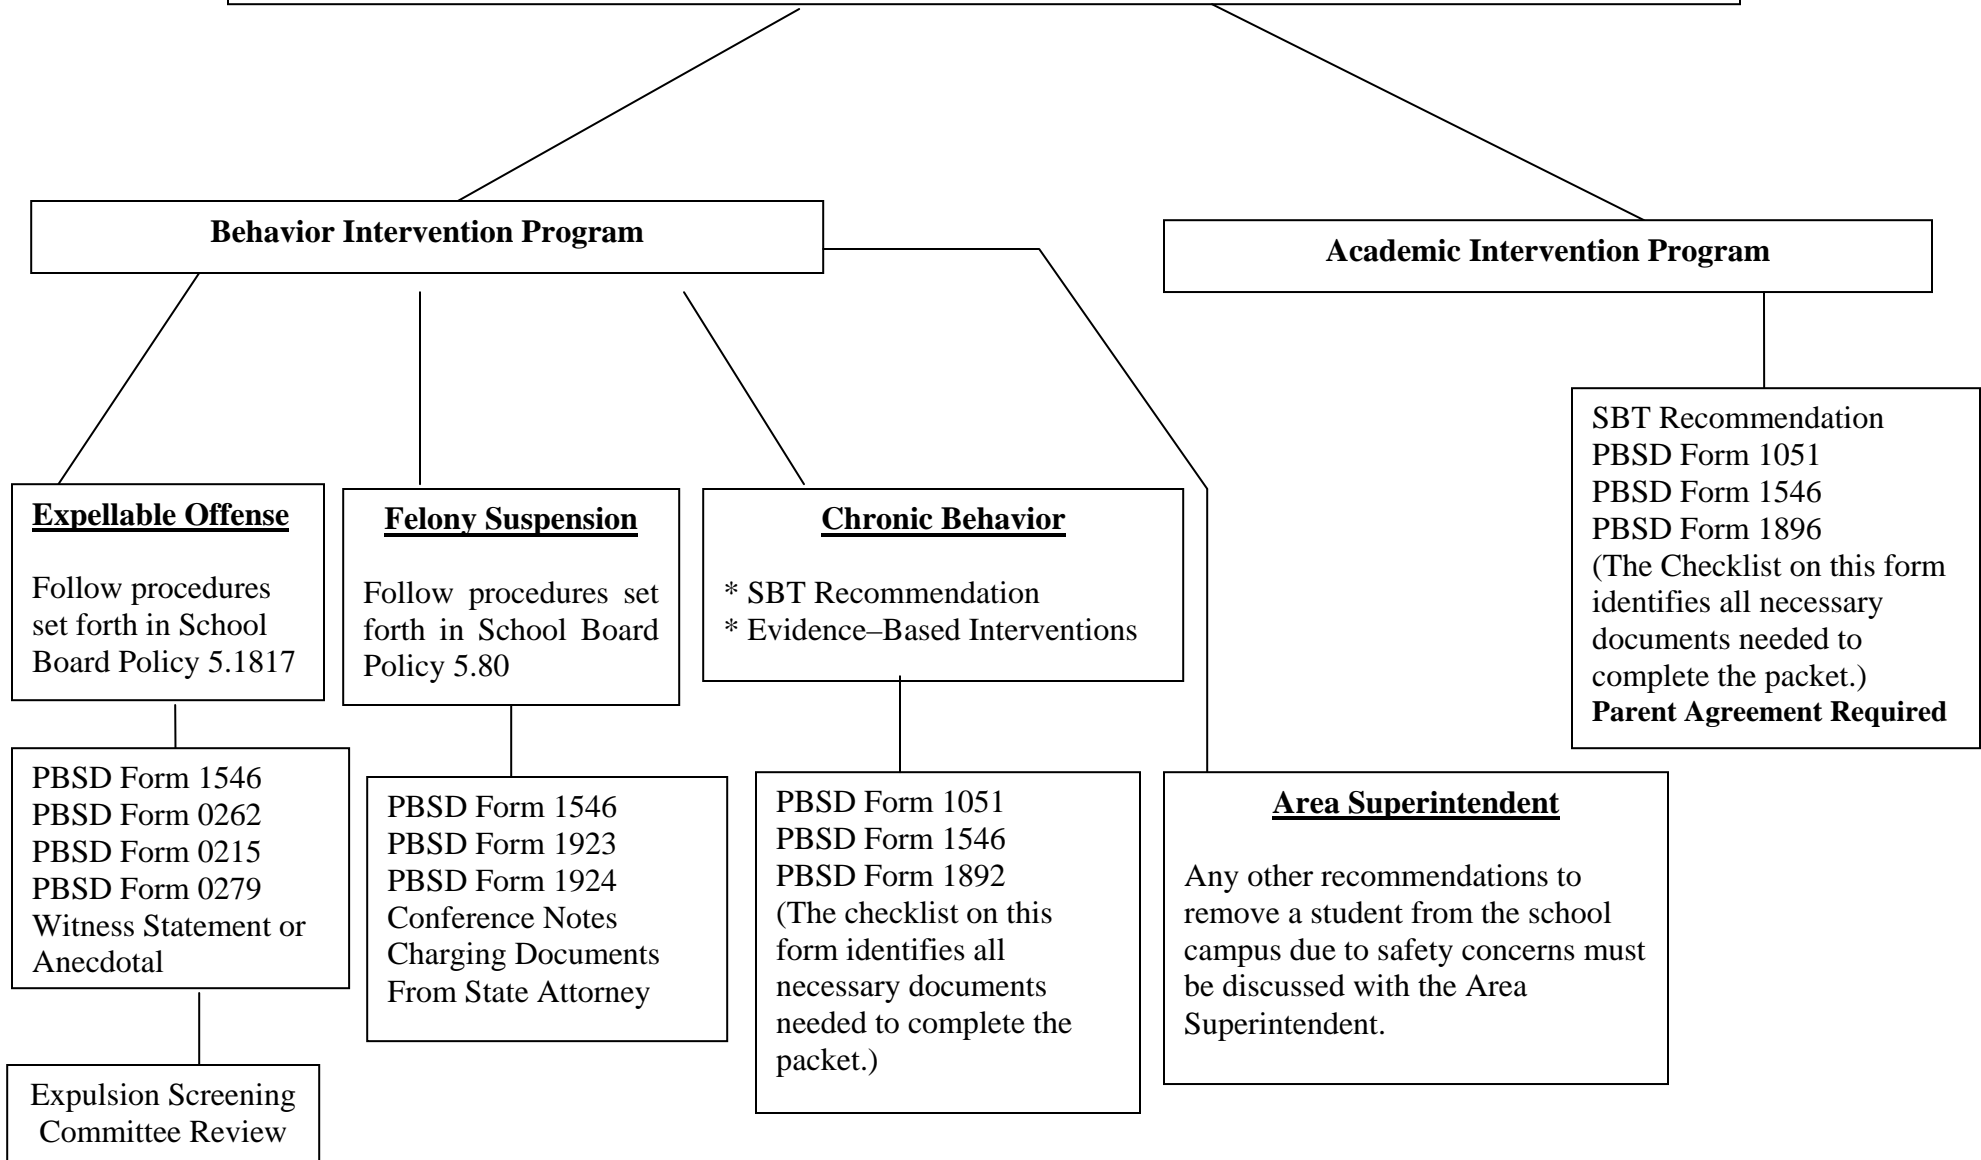 Behavior Intervention Program
Academic Intervention Program
Expellable Offense
Follow procedures
set forth in School
Board Policy 5.1817
Felony Suspension
Follow procedures set
forth in School Board
Policy 5.80
Chronic Behavior
* SBT Recommendation
* Evidence–Based Interventions
SBT Recommendation
PBSD Form 1051
PBSD Form 1546
PBSD Form 1896
(The Checklist on this form
identifies all necessary
documents needed to
complete the packet.)
Parent Agreement Required
PBSD Form 1546
PBSD Form 0262
PBSD Form 0215
PBSD Form 0279
Witness Statement or
Anecdotal
PBSD Form 1546
PBSD Form 1923
PBSD Form 1924
Conference Notes
Charging Documents
From State Attorney
PBSD Form 1051
PBSD Form 1546
PBSD Form 1892
(The checklist on this
form identifies all
necessary documents
needed to complete the
packet.)
Area Superintendent
Any other recommendations to
remove a student from the school
campus due to safety concerns must
be discussed with the Area
Superintendent.
Expulsion Screening
Committee Review